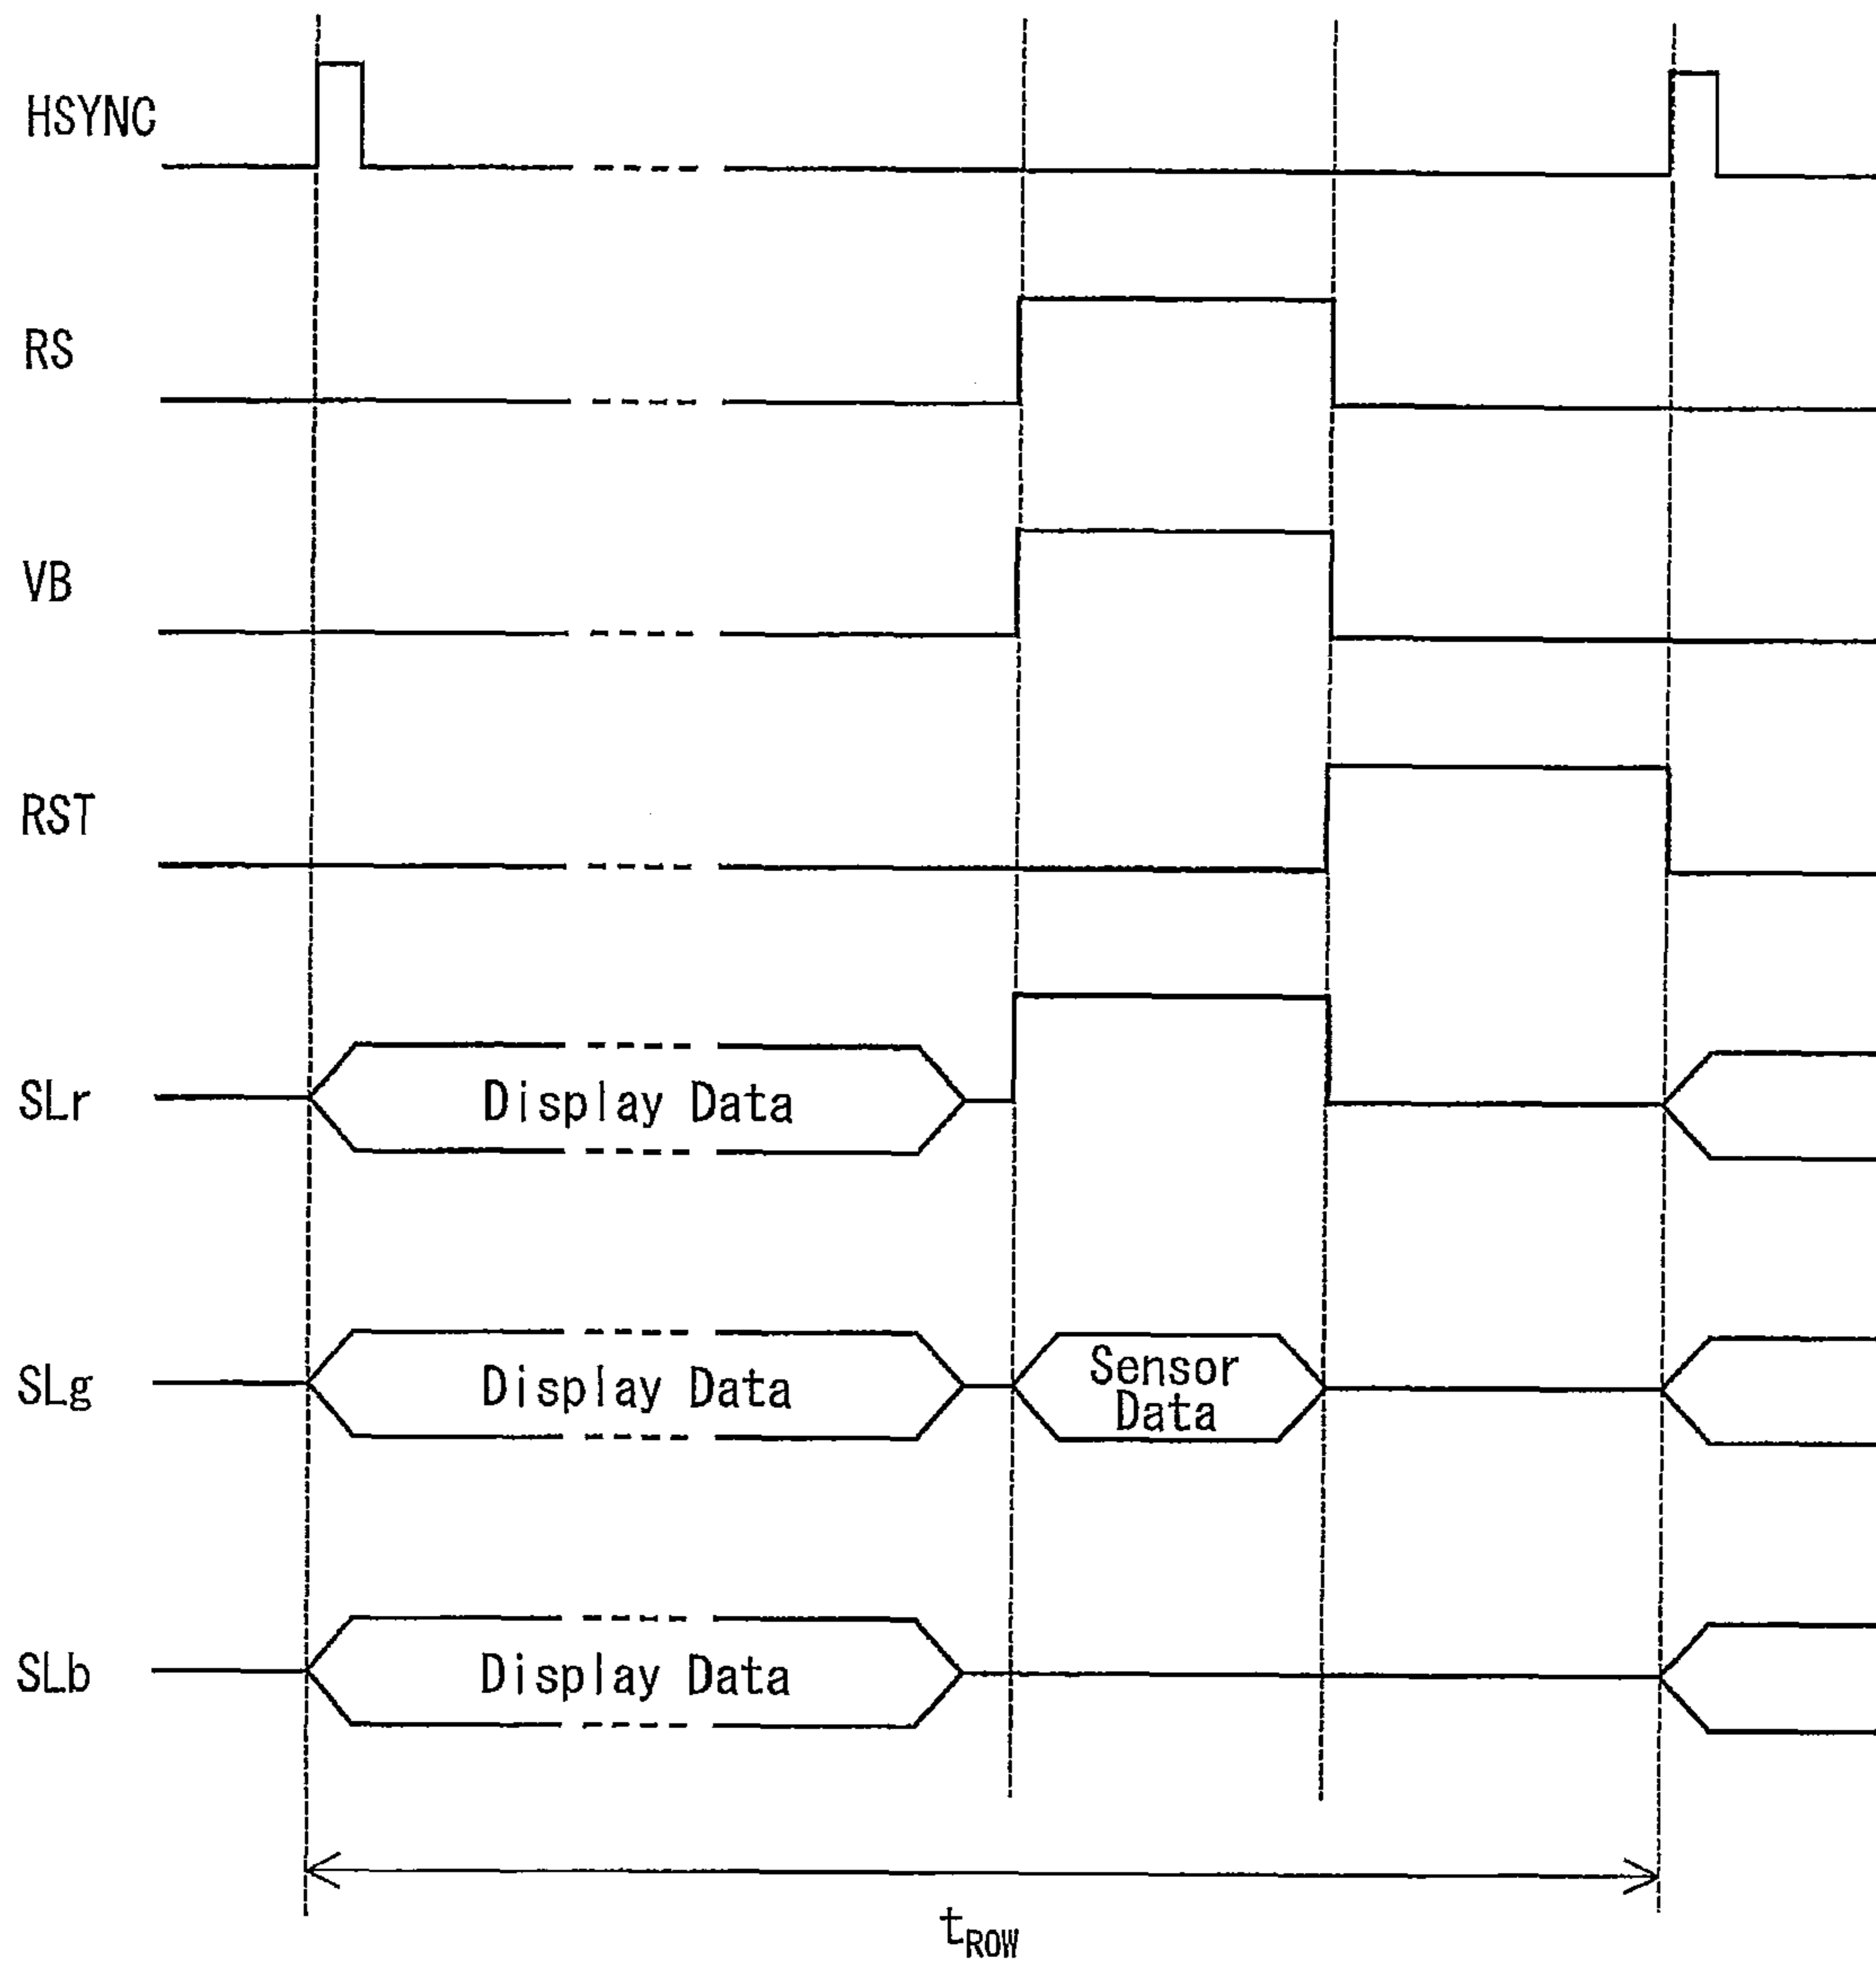 HSYNC
RS
VB
RST
SLr
Display Data
SLg
Display Data
Sensor
Data
SLb
Display Data
tROW